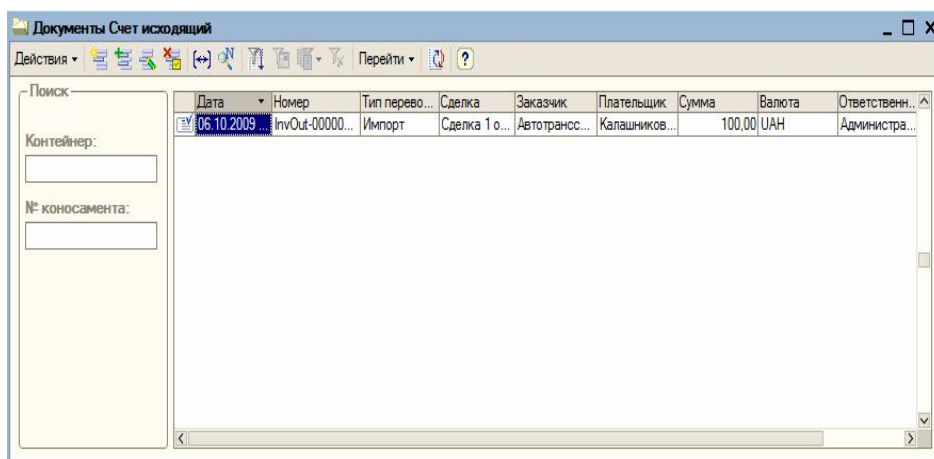 Документы Счет исходящий
Действия Перейти ?
Поиск
Контейнер:
№ коносамента:
Дата Номер Тип перево... Сделка Заказчик Плательщик Сумма Валюта Ответственн...
06.10.2009 ... InvOut-00000... Импорт Сделка 1 о... Автотрансс... Калашников... 100,00 UAH Администра...